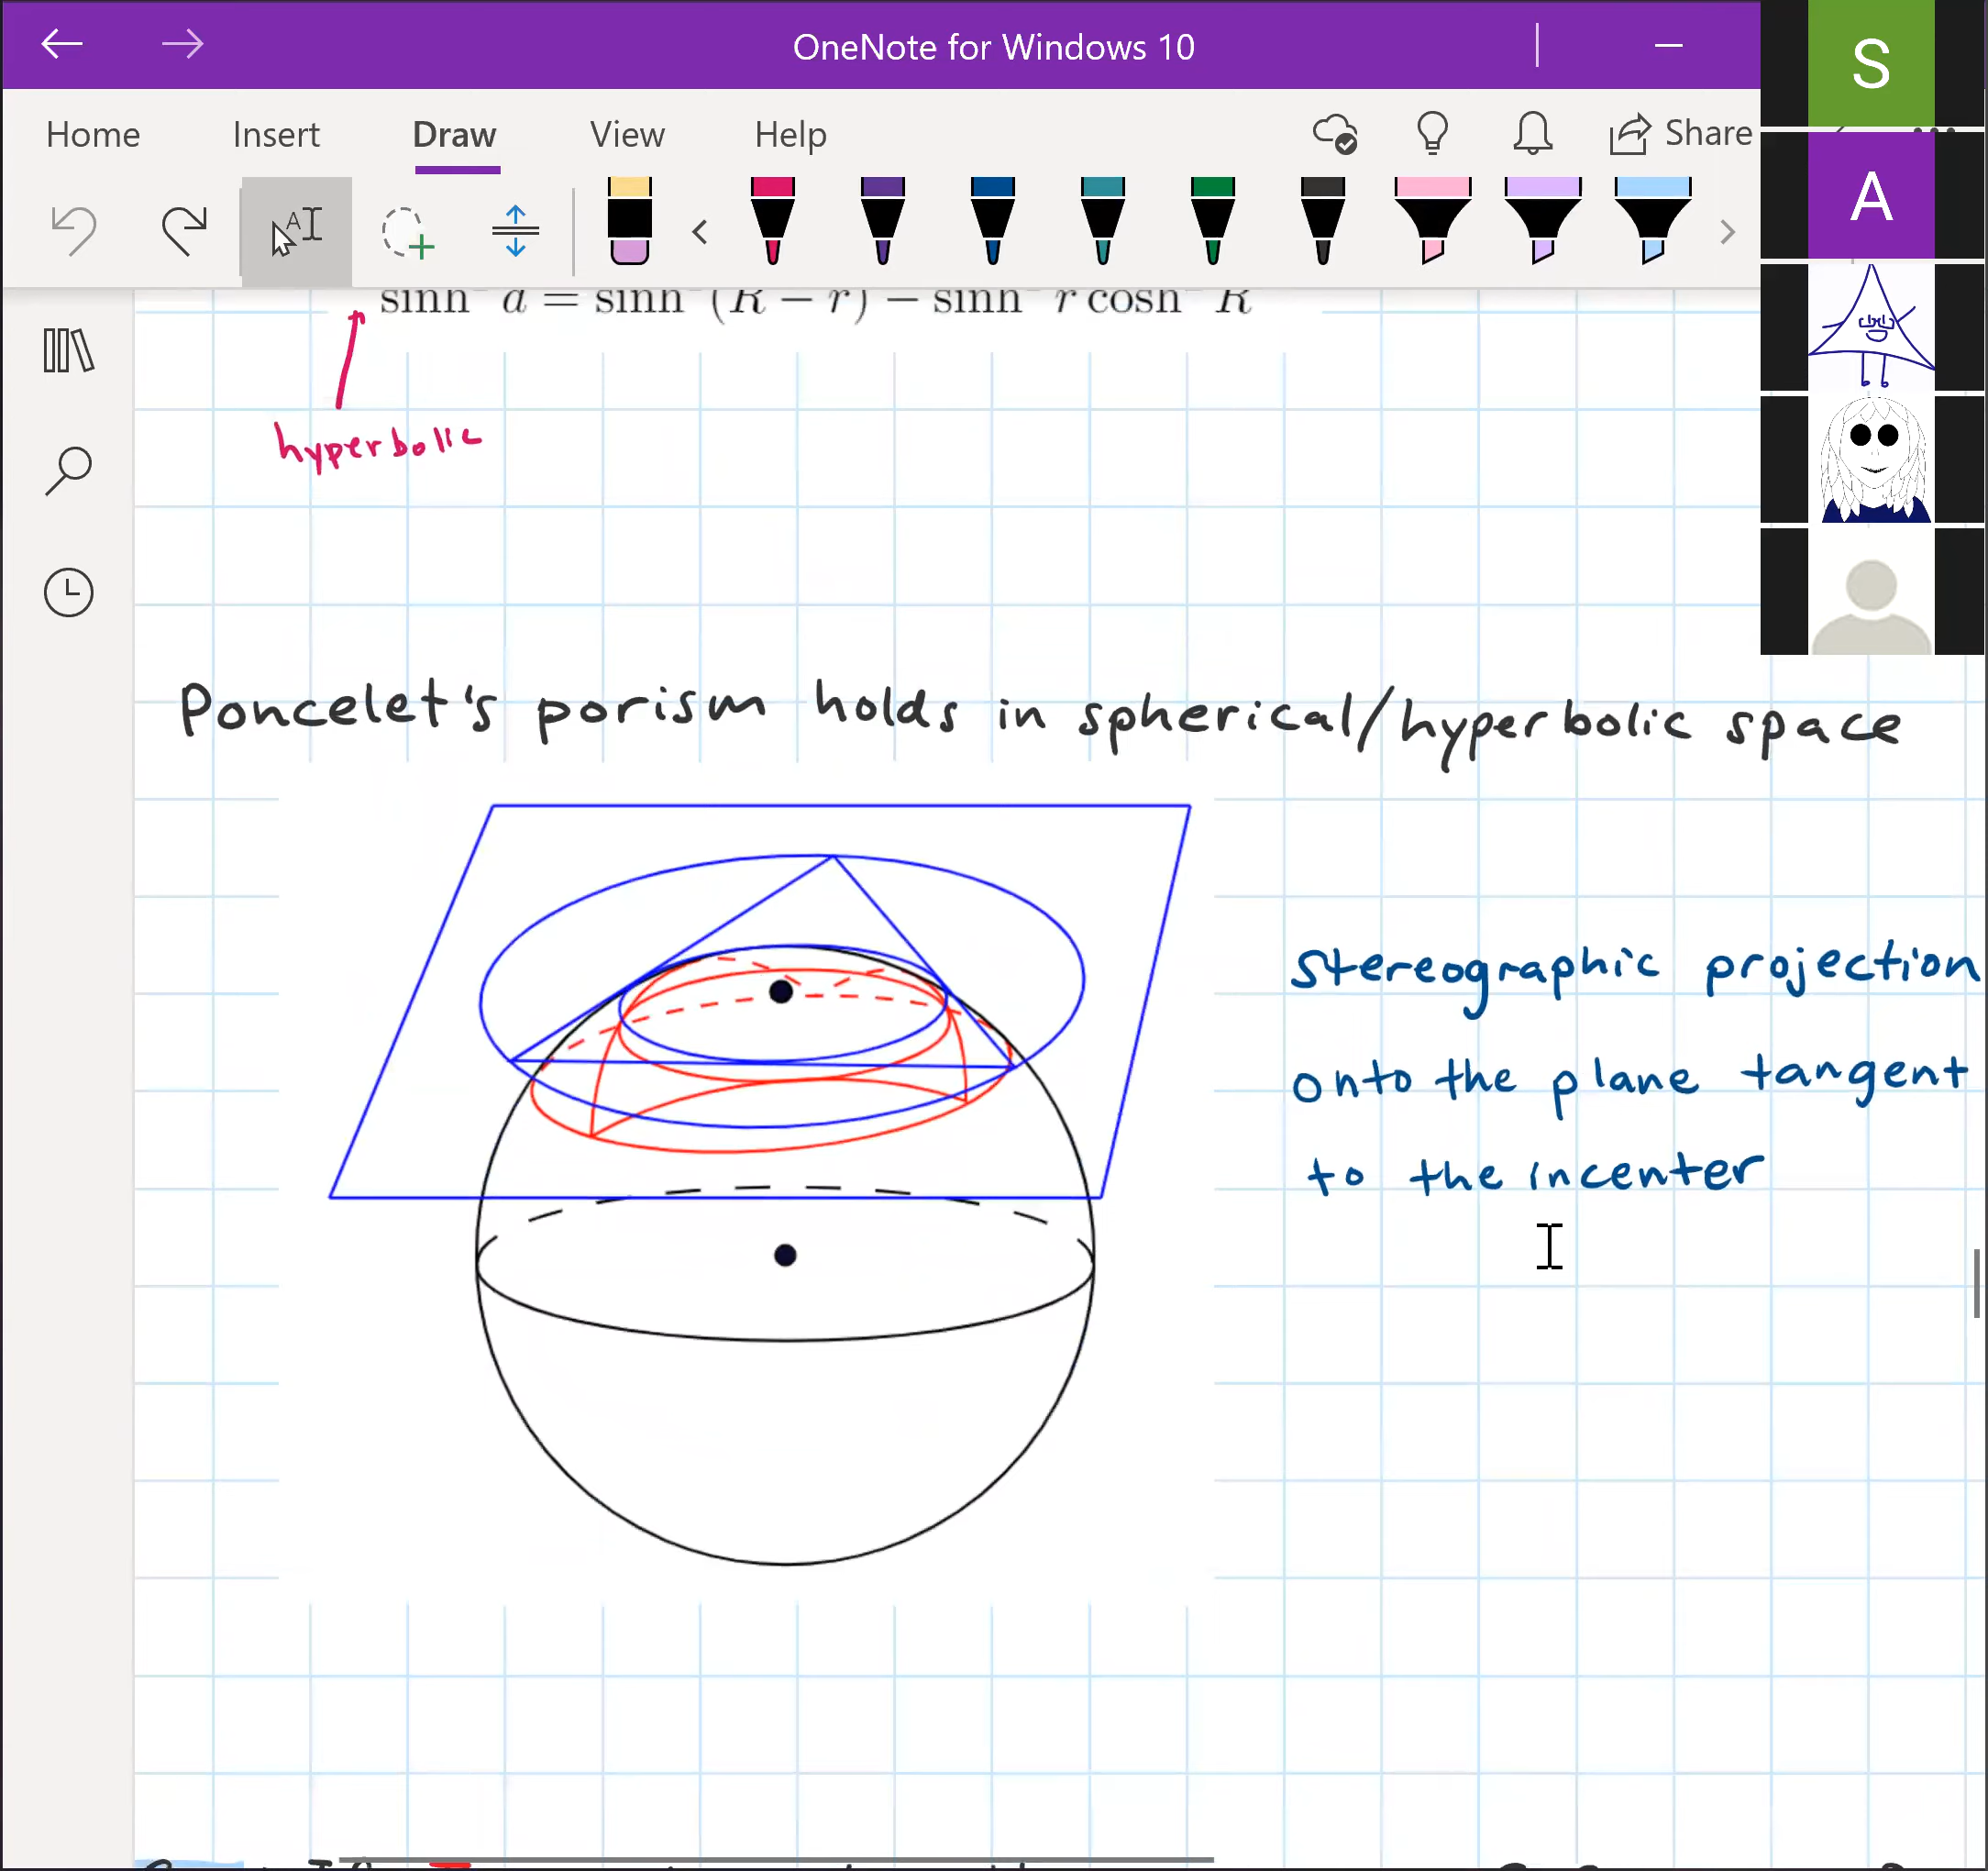 OneNote for Windows 10
S
Home Insert Draw View Help Share
A
hyperbolic
Poncelet's porism holds in spherical/hyperbolic space
stereographic projection
onto the plane tangent
to the incenter